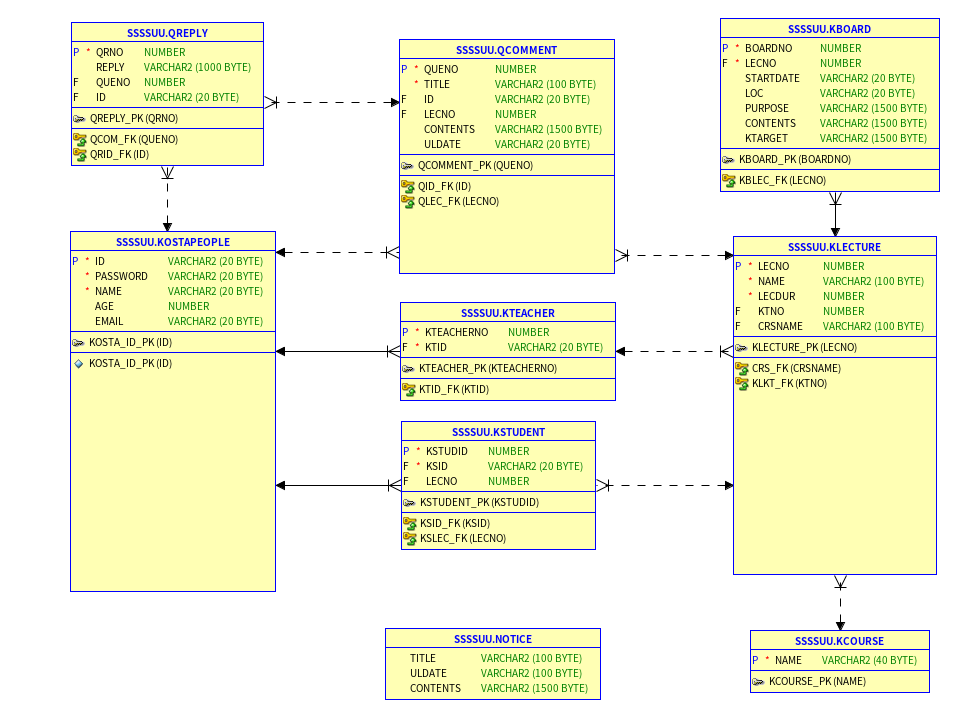 SSSSUU.QREPLY
P * QRNO NUMBER
REPLY VARCHAR2 (1000 BYTE)
F QUENO NUMBER
F ID VARCHAR2 (20 BYTE)
QREPLY_PK (QRNO)
QCOM_FK (QUENO)
QRID_FK (ID)
SSSSUU.QCOMMENT
P * QUENO NUMBER
* TITLE VARCHAR2 (100 BYTE)
F ID VARCHAR2 (20 BYTE)
F LECNO NUMBER
CONTENTS VARCHAR2 (1500 BYTE)
ULDATE VARCHAR2 (20 BYTE)
QCOMMENT_PK (QUENO)
QID_FK (ID)
QLEC_FK (LECNO)
SSSSUU.KBOARD
P * BOARDNO NUMBER
F * LECNO NUMBER
STARTDATE VARCHAR2 (20 BYTE)
LOC VARCHAR2 (20 BYTE)
PURPOSE VARCHAR2 (1500 BYTE)
CONTENTS VARCHAR2 (1500 BYTE)
KTARGET VARCHAR2 (1500 BYTE)
KBOARD_PK (BOARDNO)
KBLEC_FK (LECNO)
SSSSUU.KOSTAPEOPLE
P * ID VARCHAR2 (20 BYTE)
* PASSWORD VARCHAR2 (20 BYTE)
* NAME VARCHAR2 (20 BYTE)
AGE NUMBER
EMAIL VARCHAR2 (20 BYTE)
KOSTA_ID_PK (ID)
KOSTA_ID_PK (ID)
SSSSUU.KTEACHER
P * KTEACHERNO NUMBER
F * KTID VARCHAR2 (20 BYTE)
KTEACHER_PK (KTEACHERNO)
KTID_FK (KTID)
SSSSUU.KLECTURE
P * LECNO NUMBER
* NAME VARCHAR2 (100 BYTE)
* LECDUR NUMBER
F KTNO NUMBER
F CRSNAME VARCHAR2 (100 BYTE)
KLECTURE_PK (LECNO)
CRS_FK (CRSNAME)
KLKT_FK (KTNO)
SSSSUU.KSTUDENT
P * KSTUDID NUMBER
F * KSID VARCHAR2 (20 BYTE)
F LECNO NUMBER
KSTUDENT_PK (KSTUDID)
KSID_FK (KSID)
KSLEC_FK (LECNO)
SSSSUU.NOTICE
TITLE VARCHAR2 (100 BYTE)
ULDATE VARCHAR2 (100 BYTE)
CONTENTS VARCHAR2 (1500 BYTE)
SSSSUU.KCOURSE
P * NAME VARCHAR2 (40 BYTE)
KCOURSE_PK (NAME)